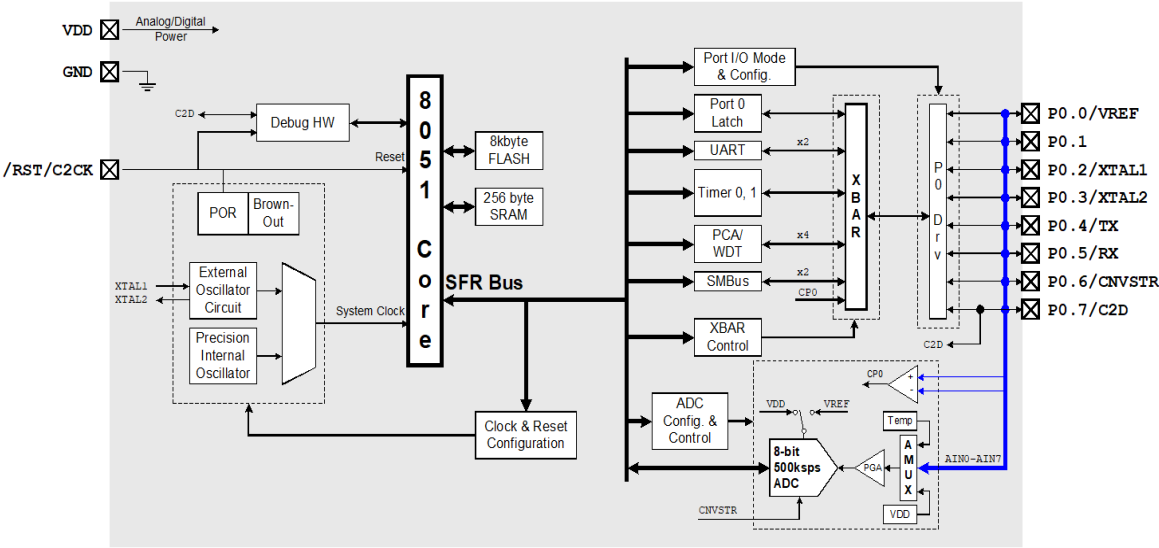 VDD
Analog/Digital
Power
GND
/RST/C2CK
C2D
Debug HW
Reset
POR
Brown-
Out
XTAL1
XTAL2
External
Oscillator
Circuit
Precision
Internal
Oscillator
System Clock
8
0
5
1
C
o
r
e
8kbyte
FLASH
256 byte
SRAM
SFR Bus
Clock & Reset
Configuration
Port I/O Mode
& Config.
Port 0
Latch
UART
x2
Timer 0, 1
PCA/
WDT
x4
SMBus
x2
CP0
XBAR
Control
X
B
A
R
P
0
D
r
v
C2D
P0.0/VREF
P0.1
P0.2/XTAL1
P0.3/XTAL2
P0.4/TX
P0.5/RX
P0.6/CNVSTR
P0.7/C2D
ADC
Config. &
Control
VDD
VREF
CP0
+
-
Temp
8-bit
500ksps
ADC
PGA
A
M
U
X
AIN0-AIN7
VDD
CNVSTR